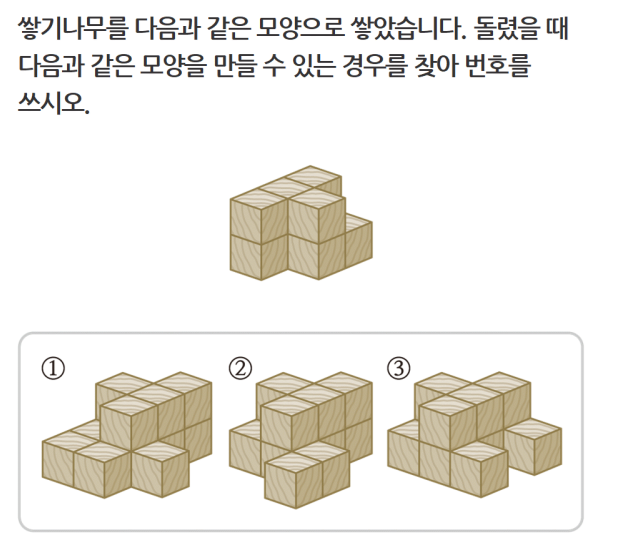 쌓기나무를 다음과 같은 모양으로 쌓았습니다. 돌렸을 때
다음과 같은 모양을 만들 수 있는 경우를 찾아 번호를
쓰시오.
① ② ③